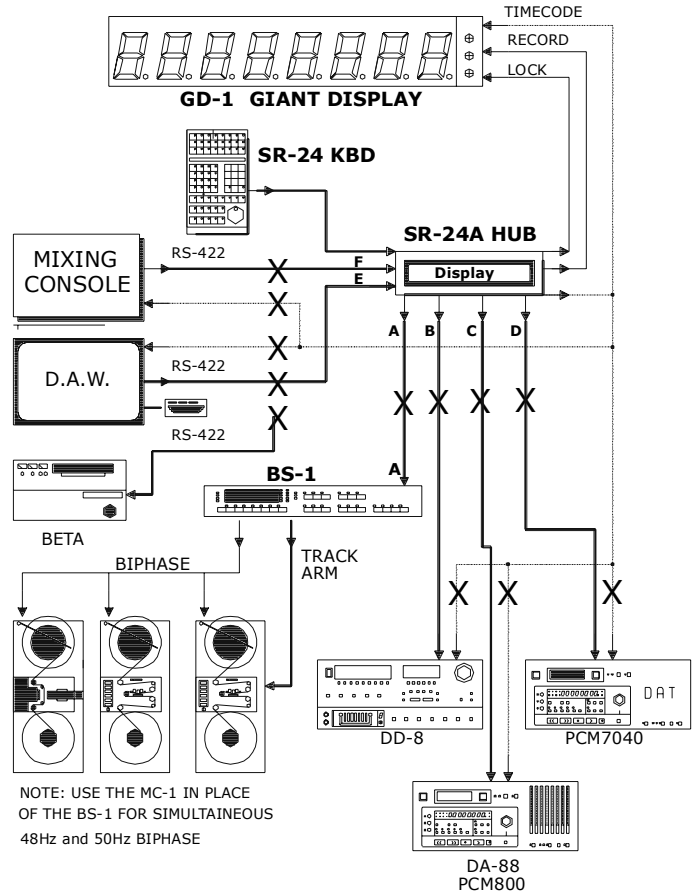 TIMECODE
RECORD
LOCK
GD-1 GIANT DISPLAY
SR-24 KBD
SR-24A HUB
Display
MIXING
CONSOLE
RS-422
F
E
A
B
C
D
X
X
X
D.A.W.
RS-422
X
X
X
X
X
X
RS-422
BS-1
A
BETA
TRACK
ARM
BIPHASE
X
X
X
DD-8
DAT
PCM7040
NOTE: USE THE MC-1 IN PLACE
OF THE BS-1 FOR SIMULTAINEOUS
48Hz and 50Hz BIPHASE
DA-88
PCM800